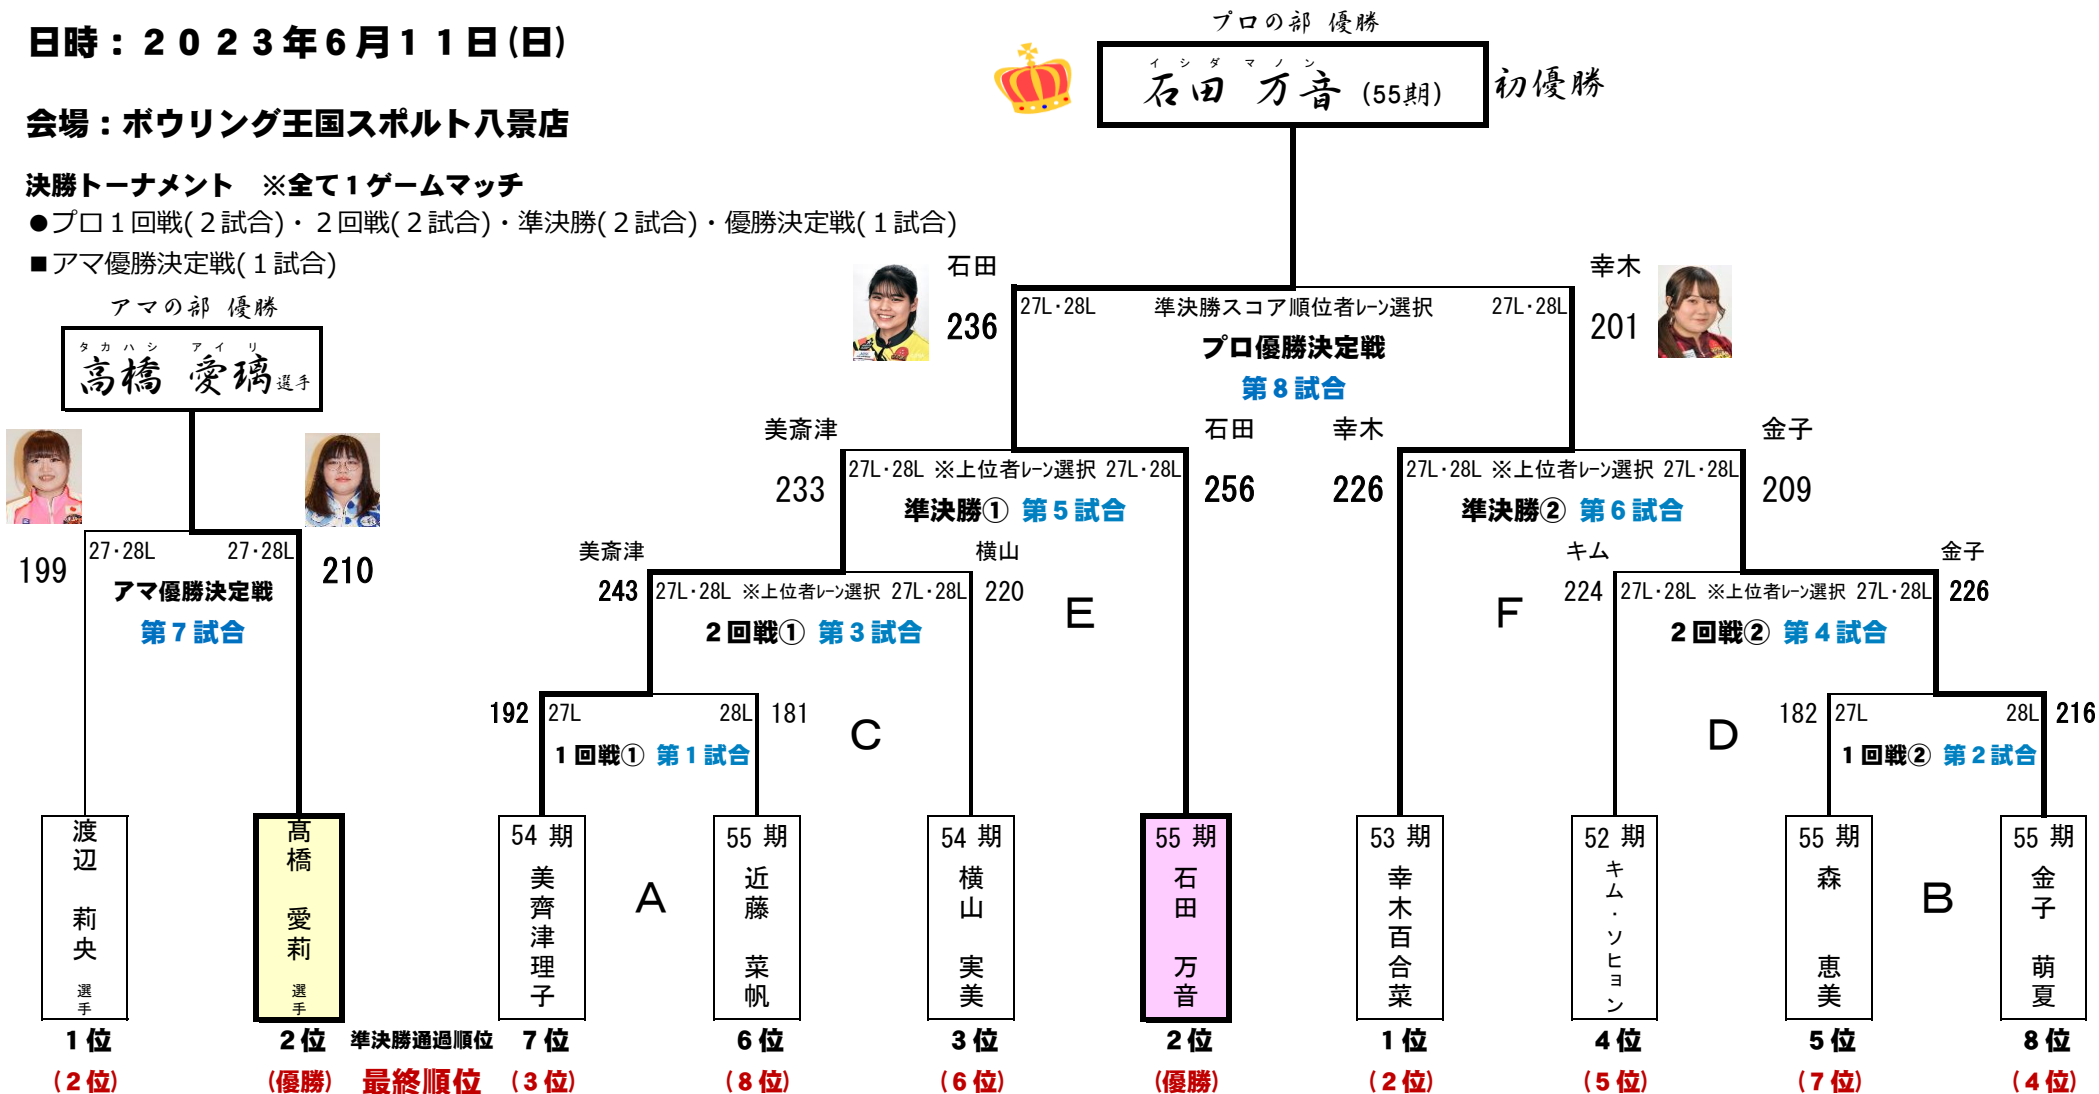 日時：２０２３年６月１１日(日)
会場：ボウリング王国スポルト八景店
決勝トーナメント　※全て１ゲームマッチ
●プロ１回戦(２試合)・２回戦(２試合)・準決勝(２試合)・優勝決定戦(１試合)
■アマ優勝決定戦(１試合)
プロの部 優勝
イシダ マノン
石田 万音 (55期)
初優勝
アマの部 優勝
タカハシ アイリ
高橋 愛璃選手
石田
236
27L･28L 準決勝スコア順位者ﾚｰﾝ選択 27L･28L
幸木
201
プロ優勝決定戦
第８試合
美斎津
233
27L･28L ※上位者ﾚｰﾝ選択 27L･28L
石田
256
準決勝① 第５試合
幸木
226
27L･28L ※上位者ﾚｰﾝ選択 27L･28L
金子
209
準決勝② 第６試合
199
27･28L 27･28L
210
アマ優勝決定戦
第７試合
美斎津
243
27L･28L ※上位者ﾚｰﾝ選択 27L･28L
横山
220
２回戦① 第３試合
E
F
キム
224
27L･28L ※上位者ﾚｰﾝ選択 27L･28L
金子
226
２回戦② 第４試合
192
27L 28L
181
１回戦① 第１試合
C
D
182
27L 28L
216
１回戦② 第２試合
A
B
渡辺 莉央 選手
髙橋 愛莉 選手
54 期
美齊津理子
55 期
近藤 菜帆
54 期
横山 実美
55 期
石田 万音
53 期
幸木百合菜
52 期
キム・ソヒョン
55 期
森 恵美
55 期
金子 萌夏
１位 ２位 準決勝通過順位 ７位 ６位 ３位 ２位 １位 ４位 ５位 ８位
(２位) (優勝) 最終順位 (３位) (８位) (６位) (優勝) (２位) (５位) (７位) (４位)